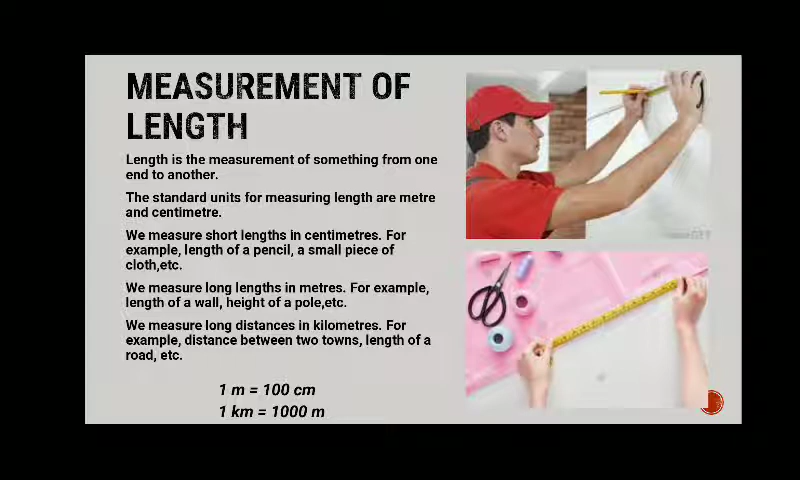 MEASUREMENT OF
LENGTH
Length is the measurement of something from one
end to another.
The standard units for measuring length are metre
and centimetre.
We measure short lengths in centimetres. For
example, length of a pencil, a small piece of
cloth,etc.
We measure long lengths in metres. For example,
length of a wall, height of a pole,etc.
We measure long distances in kilometres. For
example, distance between two towns, length of a
road, etc.
1 m = 100 cm
1 km = 1000 m